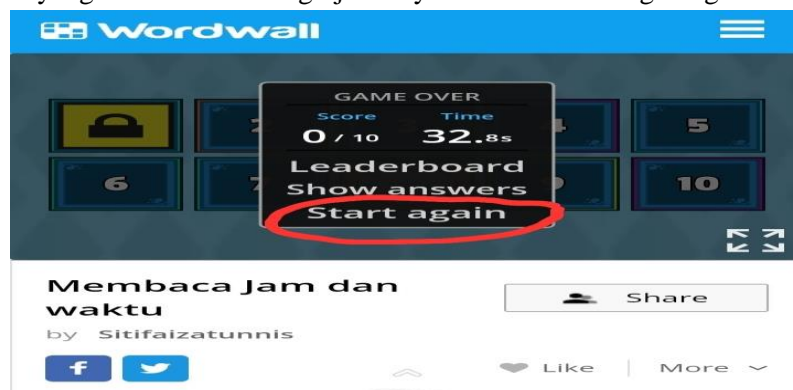 Wordwall
GAME OVER
Score Time
0 / 10 32.8s
Leaderboard
Show answers
Start again
5
6
10
Membaca Jam dan
waktu
Share
by Sitifaizatunnis
Like More